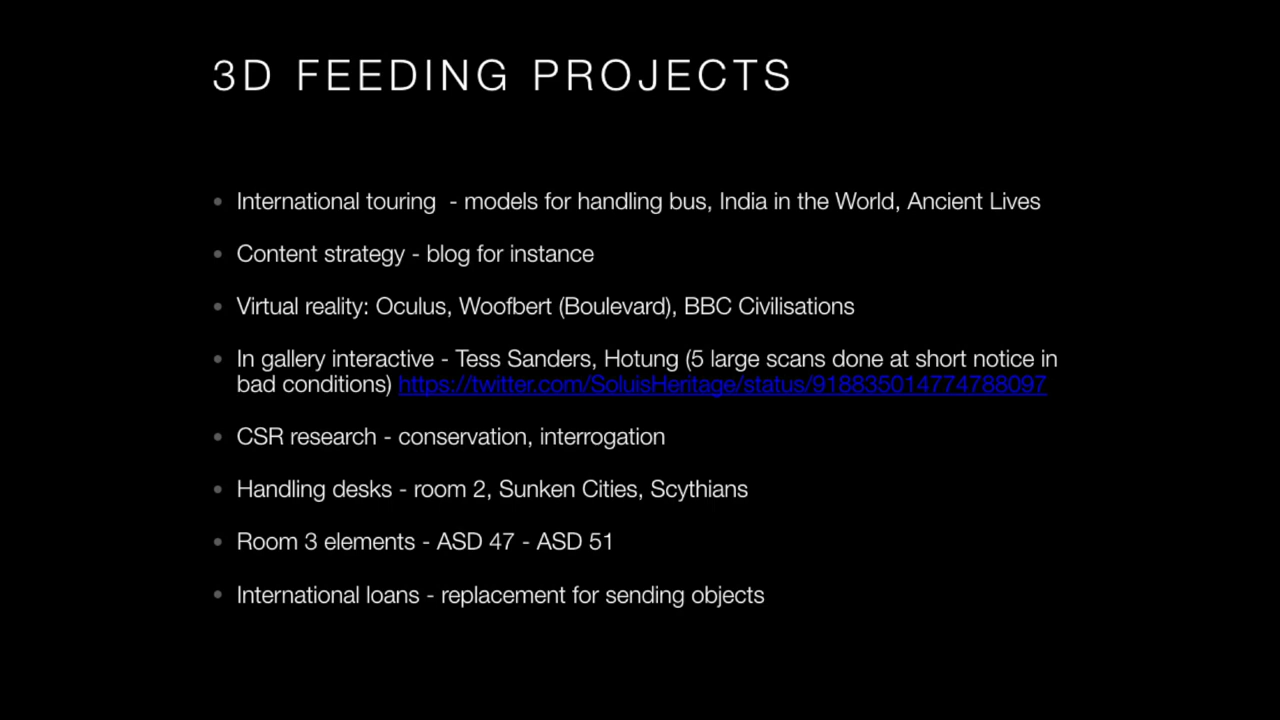 3D FEEDING PROJECTS
• International touring  - models for handling bus, India in the World, Ancient Lives
• Content strategy - blog for instance
• Virtual reality: Oculus, Woofbert (Boulevard), BBC Civilisations
• In gallery interactive - Tess Sanders, Hotung (5 large scans done at short notice in
bad conditions) https://twitter.com/SoluisHeritage/status/918835014774788097
• CSR research - conservation, interrogation
• Handling desks - room 2, Sunken Cities, Scythians
• Room 3 elements - ASD 47 - ASD 51
• International loans - replacement for sending objects